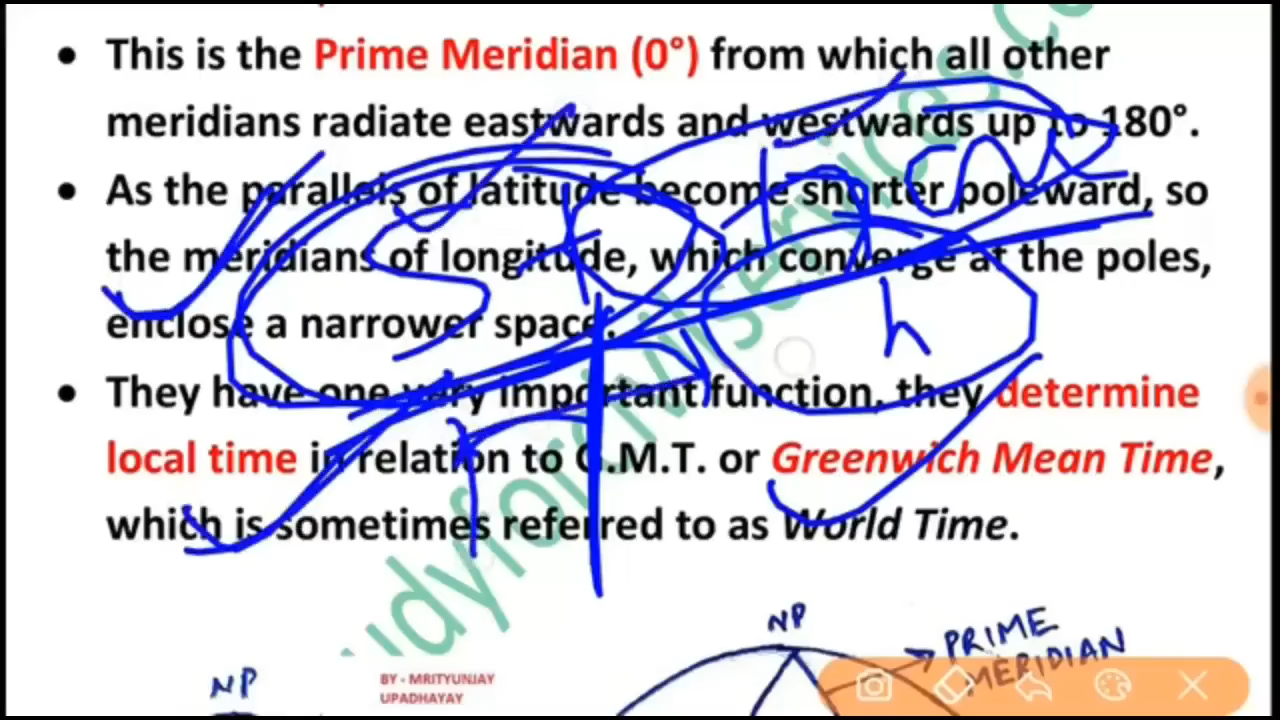 • This is the Prime Meridian (0°) from which all other
meridians radiate eastwards and westwards up to 180°.
• As the parallels of latitude become shorter poleward, so
the meridians of longitude, which converge at the poles,
enclose a narrower space.
• They have one very important function, they determine
local time in relation to G.M.T. or Greenwich Mean Time,
which is sometimes referred to as World Time.
NP
PRIME
MERIDIAN
NP
BY - MRITYUNJAY
UPADHAYAY